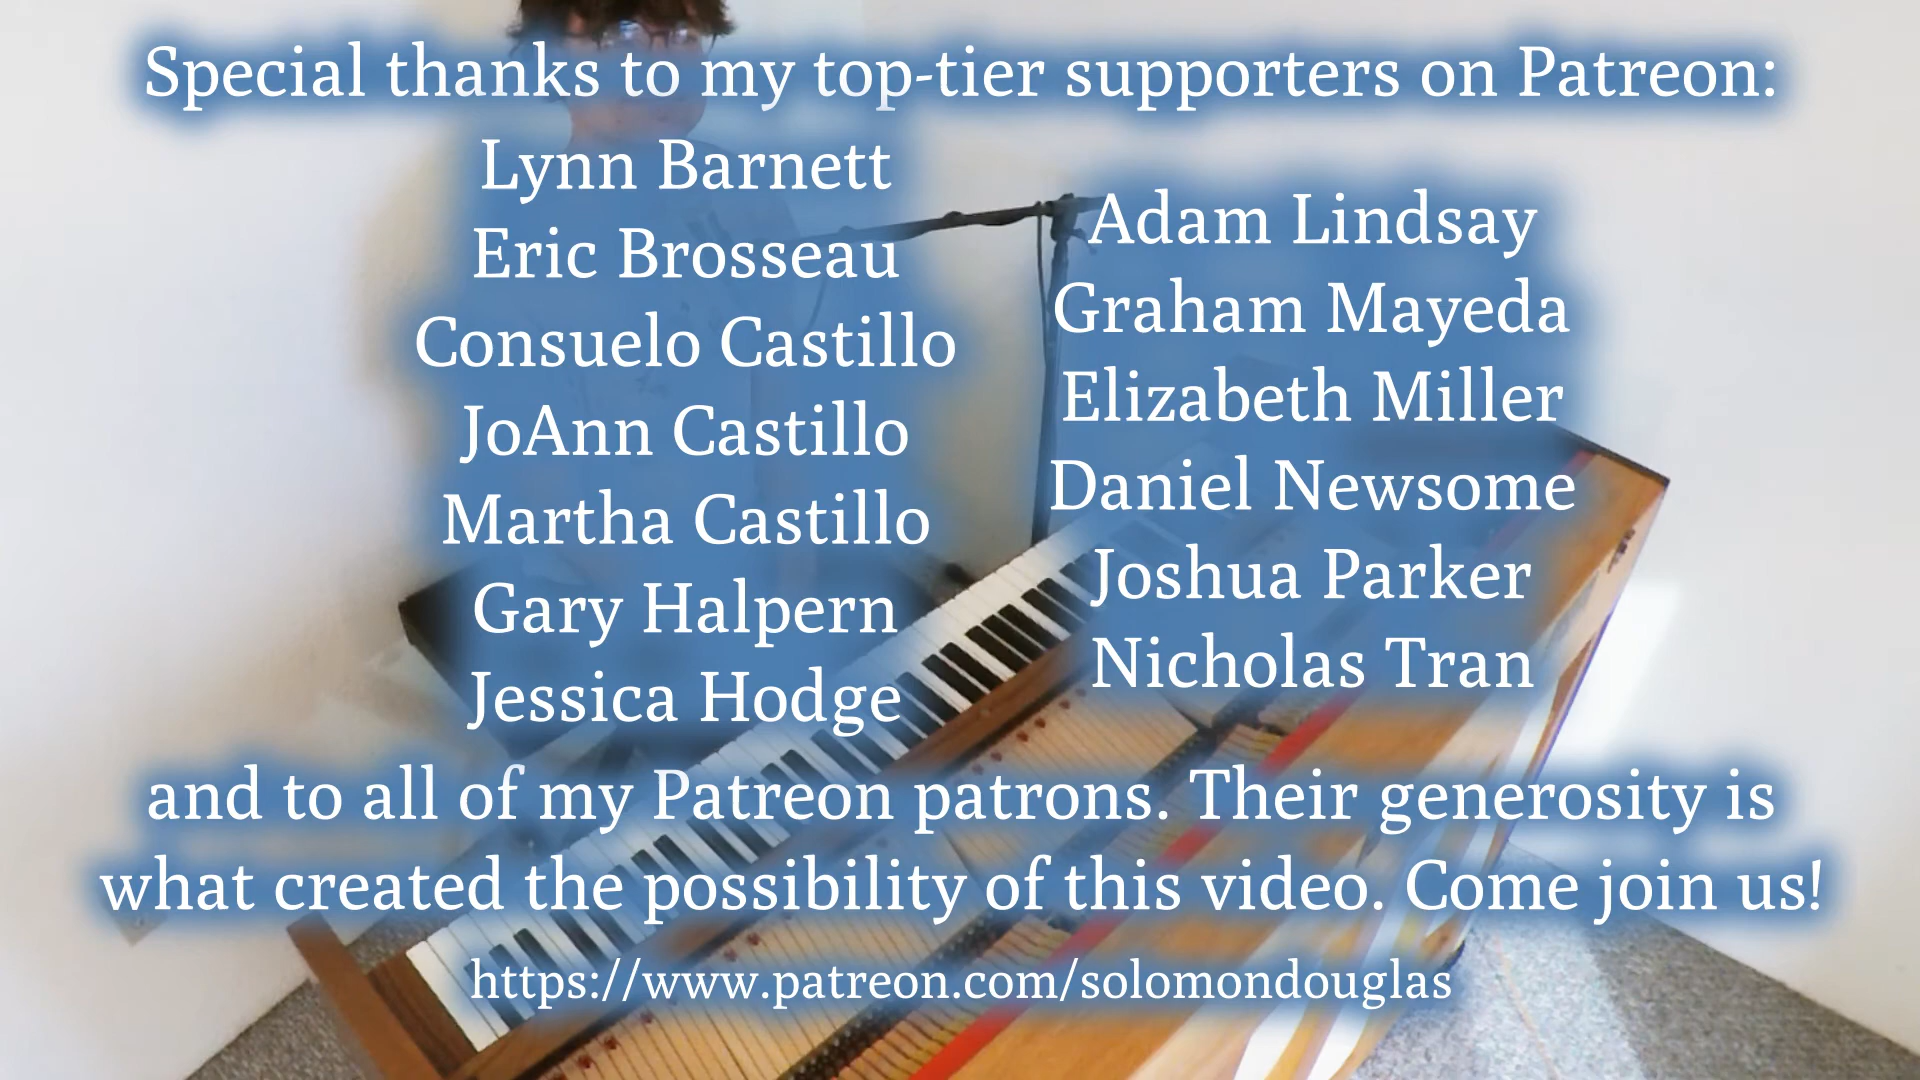 Special thanks to my top-tier supporters on Patreon:
Lynn Barnett
Eric Brosseau
Consuelo Castillo
JoAnn Castillo
Martha Castillo
Gary Halpern
Jessica Hodge
Adam Lindsay
Graham Mayeda
Elizabeth Miller
Daniel Newsome
Joshua Parker
Nicholas Tran
and to all of my Patreon patrons. Their generosity is
what created the possibility of this video. Come join us!
https://www.patreon.com/solomondouglas